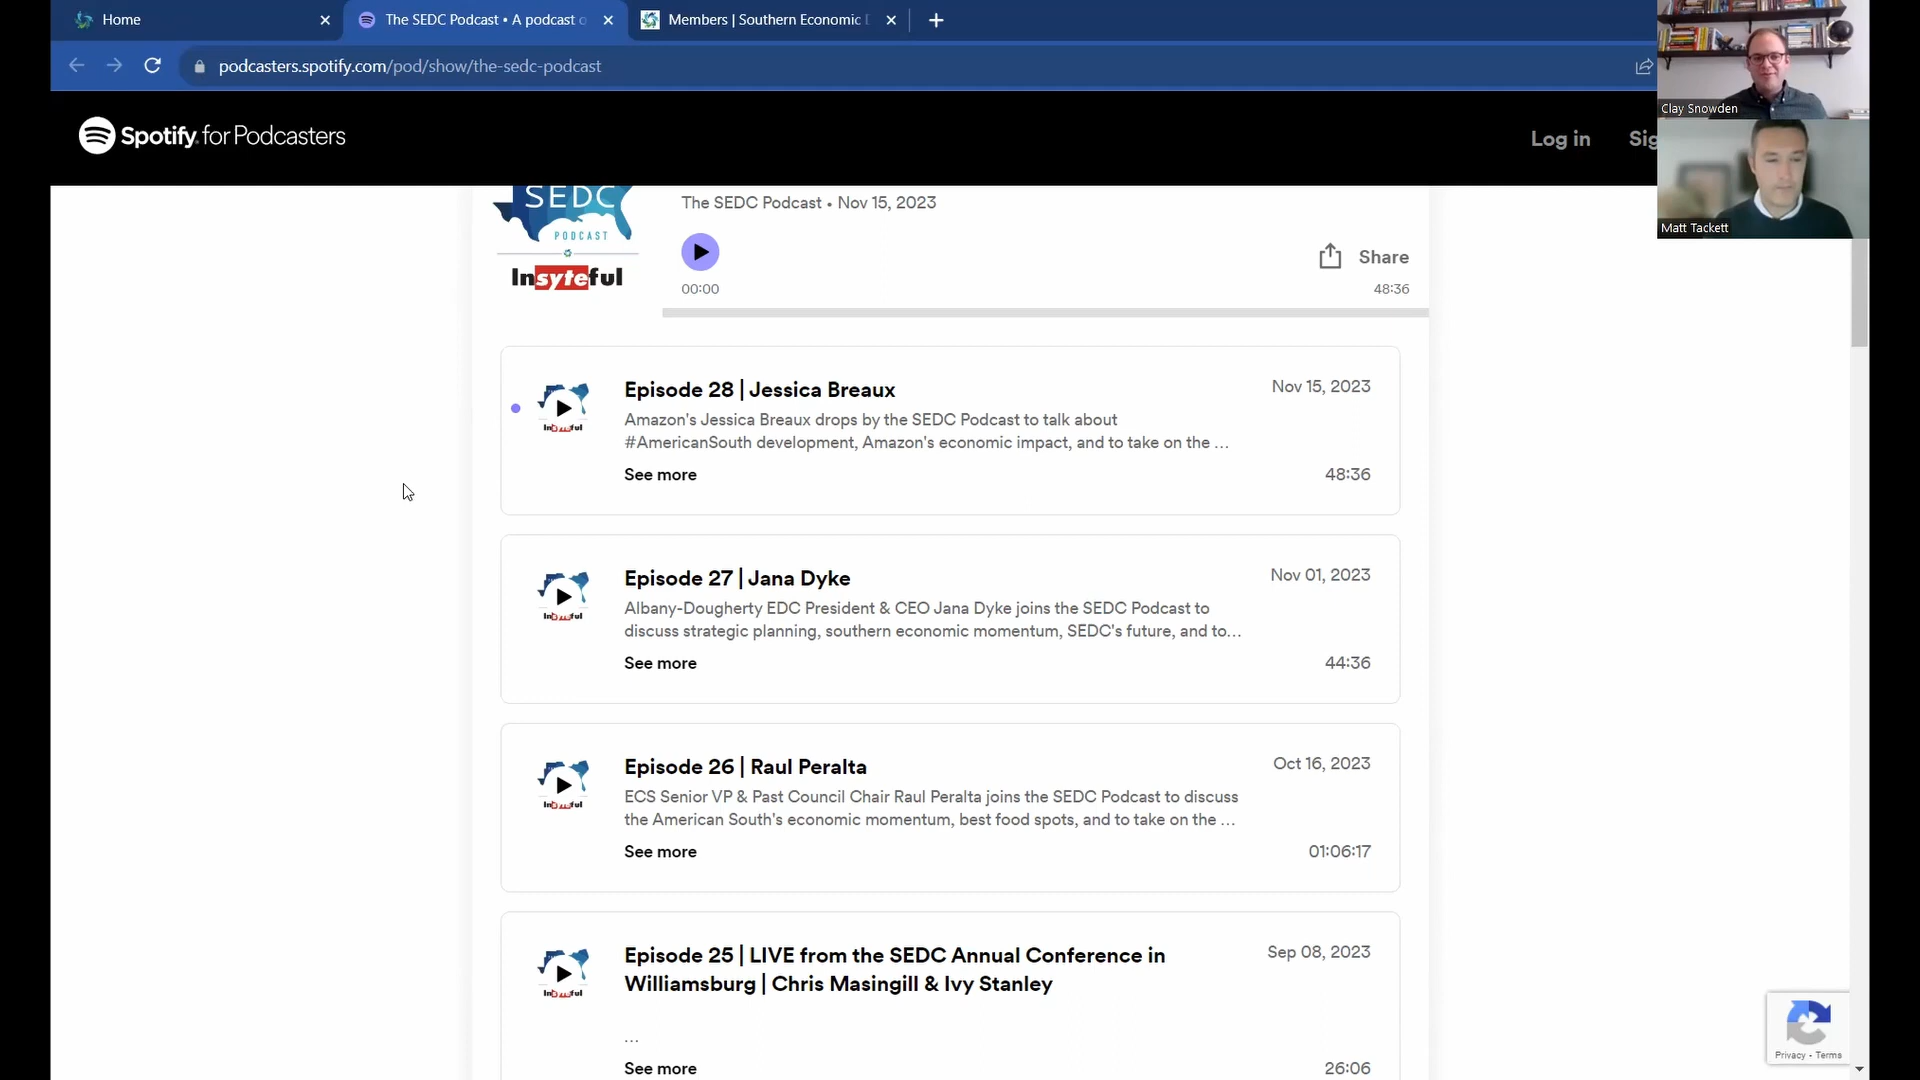 Home
The SEDC Podcast • A podcast o
Members | Southern Economic D
podcasters.spotify.com/pod/show/the-sedc-podcast
Clay Snowden
Spotify for Podcasters
Log in
Sig
Matt Tackett
SEDC
PODCAST
Insyteful
The SEDC Podcast • Nov 15, 2023
Share
00:00
48:36
Episode 28 | Jessica Breaux
Nov 15, 2023
Amazon's Jessica Breaux drops by the SEDC Podcast to talk about
#AmericanSouth development, Amazon's economic impact, and to take on the ...
See more
48:36
Insyteful
Episode 27 | Jana Dyke
Nov 01, 2023
Albany-Dougherty EDC President & CEO Jana Dyke joins the SEDC Podcast to
discuss strategic planning, southern economic momentum, SEDC's future, and to...
See more
44:36
Insyteful
Episode 26 | Raul Peralta
Oct 16, 2023
ECS Senior VP & Past Council Chair Raul Peralta joins the SEDC Podcast to discuss
the American South's economic momentum, best food spots, and to take on the ...
See more
01:06:17
Insyteful
Episode 25 | LIVE from the SEDC Annual Conference in
Williamsburg | Chris Masingill & Ivy Stanley
Sep 08, 2023
Insyteful
...
See more
26:06
Privacy - Terms